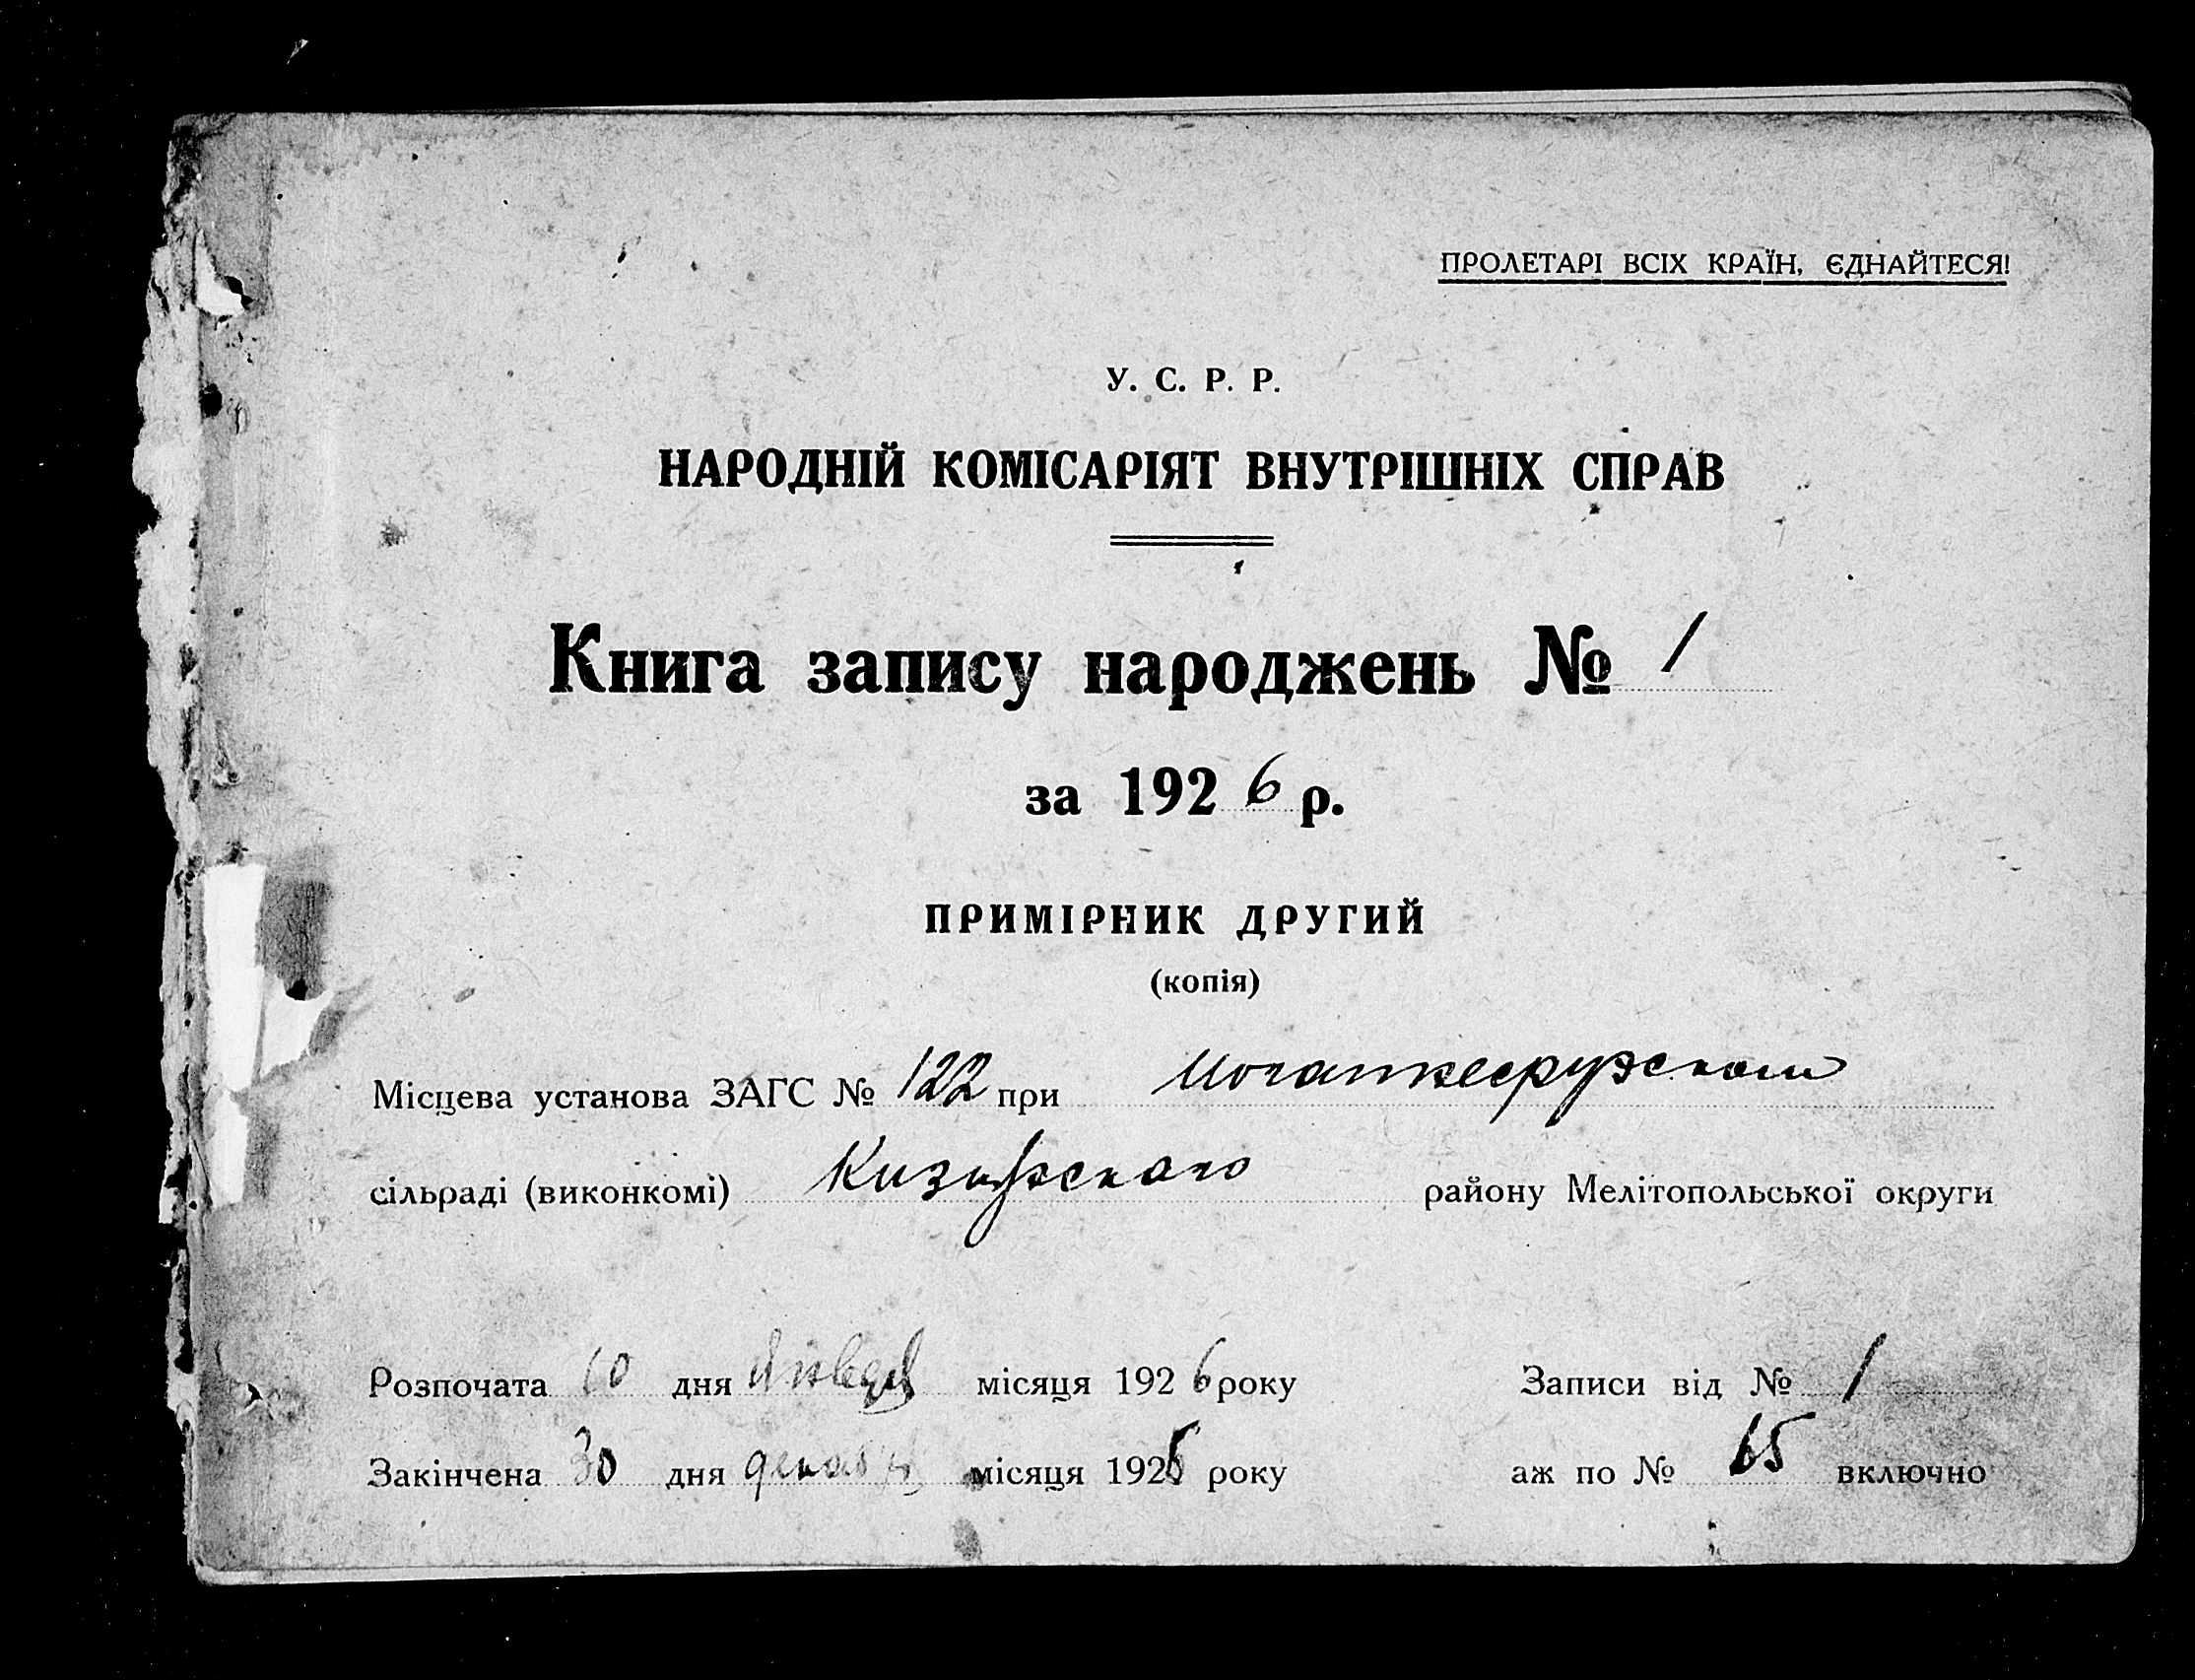 ПРОЛЕТАРІ ВСІХ КРАЇН, ЄДНАЙТЕСЯ!
У. С. Р. Р.
НАРОДНІЙ КОМІСАРІЯТ ВНУТРІШНІХ СПРАВ
Книга запису народжень № 1
за 1926 р.
ПРИМІРНИК ДРУГИЙ
(копія)
Місцева установа ЗАГС № 122 при
сільраді (виконкомі) району Мелітопольської округи
Розпочата 10 дня января місяця 1926 року Записи від № 1
Закінчена 30 дня декабря місяця 1926 року аж по № 65 включно